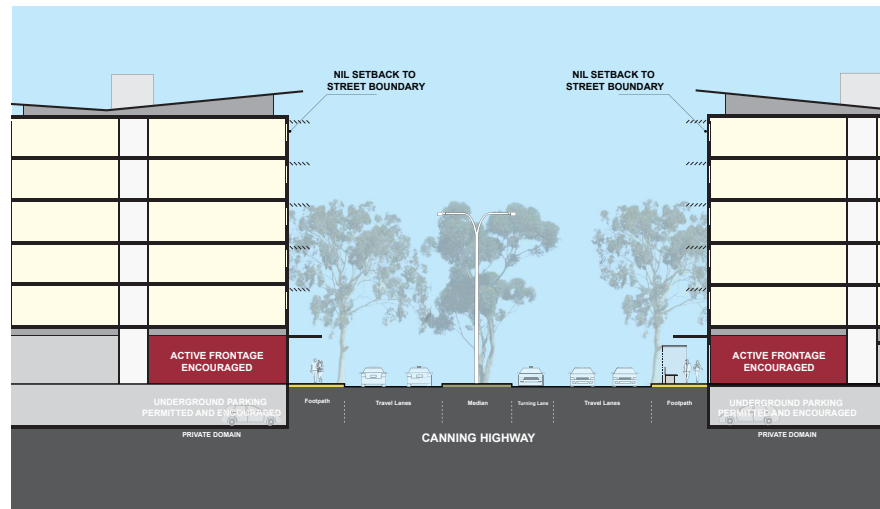 NIL SETBACK TO
STREET BOUNDARY
NIL SETBACK TO
STREET BOUNDARY
ACTIVE FRONTAGE
ENCOURAGED
ACTIVE FRONTAGE
ENCOURAGED
UNDERGROUND PARKING
PERMITTED AND ENCOURAGED
Footpath
Travel Lanes
Median
Turning Lane
Travel Lanes
Footpath
UNDERGROUND PARKING
PERMITTED AND ENCOURAGED
PRIVATE DOMAIN
CANNING HIGHWAY
PRIVATE DOMAIN